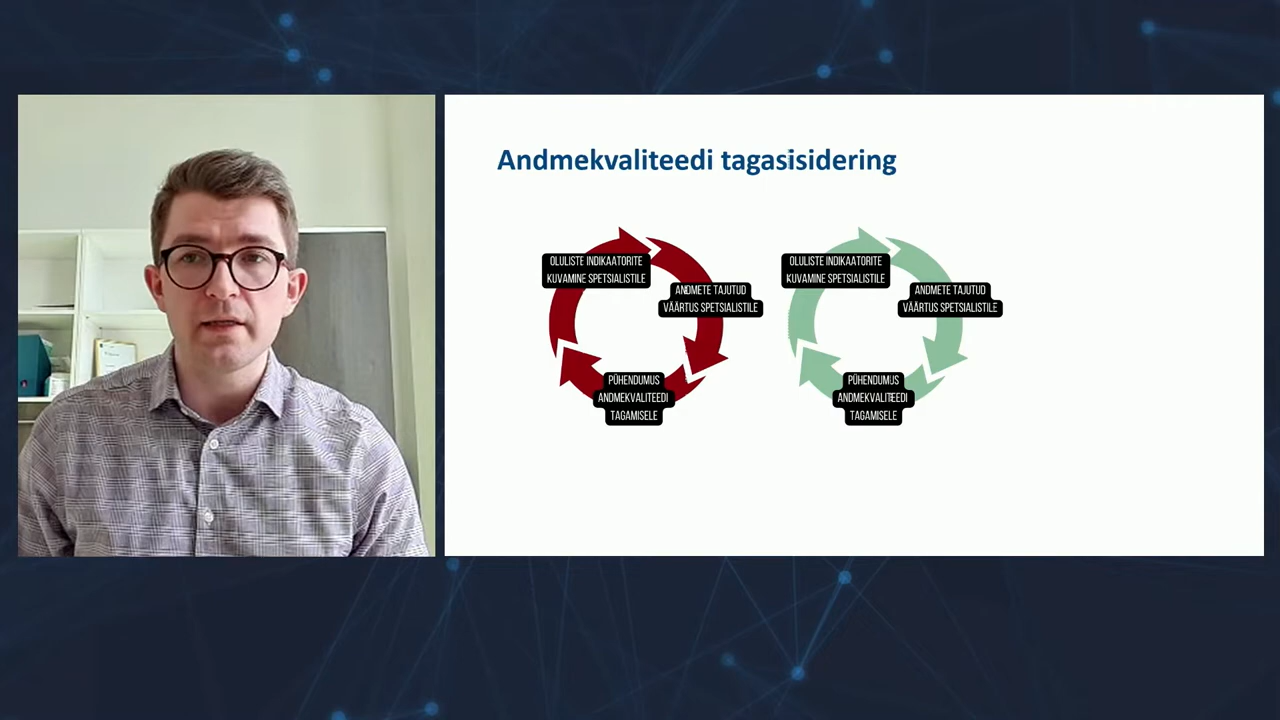 Andmekvaliteedi tagasisidering
OLULISTE INDIKAATORITE
KUVAMINE SPETSIALISTILE
ANDMETE TAJUTUD
VÄÄRTUS SPETSIALISTILE
PÜHENDUMUS
ANDMEKVALITEEDI
TAGAMISELE
OLULISTE INDIKAATORITE
KUVAMINE SPETSIALISTILE
ANDMETE TAJUTUD
VÄÄRTUS SPETSIALISTILE
PÜHENDUMUS
ANDMEKVALITEEDI
TAGAMISELE